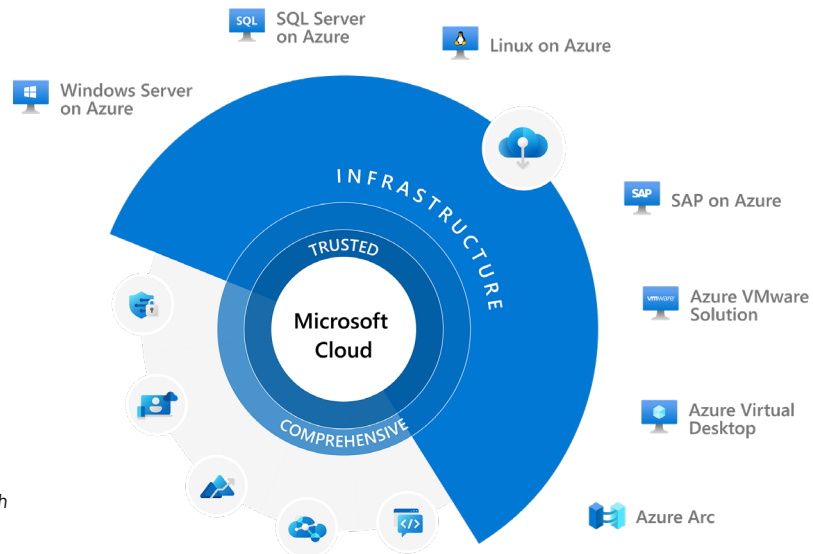 SQL
SQL Server
on Azure
Linux on Azure
Windows Server
on Azure
INFRASTRUCTURE
SAP
SAP on Azure
TRUSTED
Microsoft
Cloud
vmware
Azure VMware
Solution
Azure Virtual
Desktop
COMPREHENSIVE
h
Azure Arc